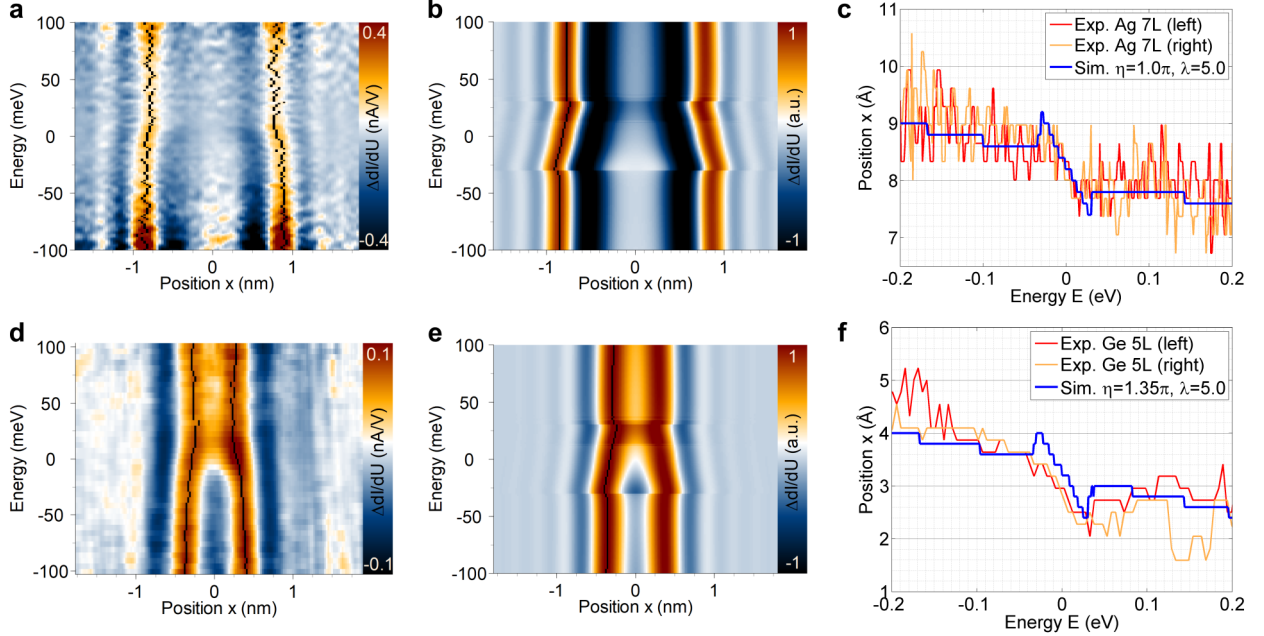 a
100
50
0
-50
-100
Energy (meV)
-1
0
1
Position x (nm)
0.4
ΔdI/dU (nA/V)
-0.4
b
100
50
0
-50
-100
Energy (meV)
-1
0
1
Position x (nm)
1
ΔdI/dU (a.u.)
-1
c
11
10
9
8
7
Position x (Å)
Exp. Ag 7L (left)
Exp. Ag 7L (right)
Sim. η=1.0π, λ=5.0
-0.2
-0.1
0
0.1
0.2
Energy E (eV)
d
100
50
0
-50
-100
Energy (meV)
-1
0
1
Position x (nm)
0.1
ΔdI/dU (nA/V)
-0.1
e
100
50
0
-50
-100
Energy (meV)
-1
0
1
Position x (nm)
1
ΔdI/dU (a.u.)
-1
f
6
5
4
3
2
1
Position x (Å)
Exp. Ge 5L (left)
Exp. Ge 5L (right)
Sim. η=1.35π, λ=5.0
-0.2
-0.1
0
0.1
0.2
Energy E (eV)